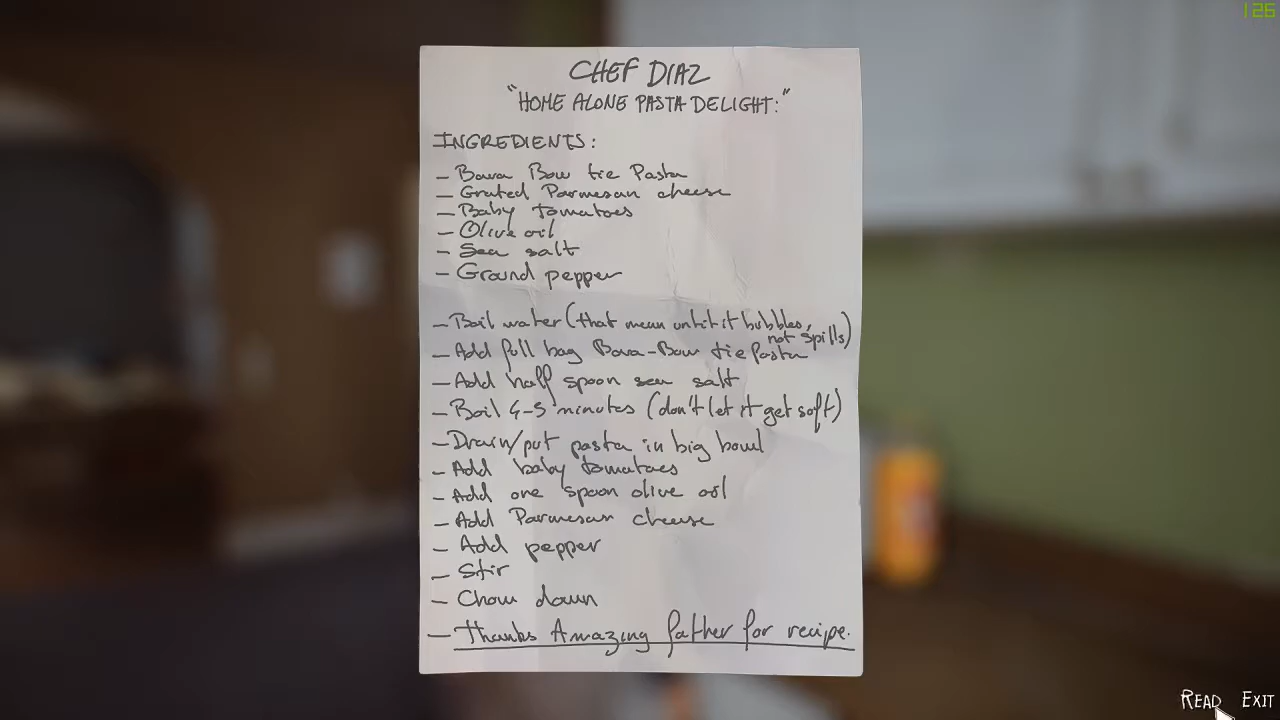 126
CHEF DIAZ
"HOME ALONE PASTA DELIGHT:"
INGREDIENTS:
- Bava Bow tie Pasta
- Grated Parmesan cheese
- Baby tomatoes
- Olive oil
- Sea salt
- Ground pepper
- Boil water (that mean until it bubbles,
not spills)
- Add full bag Bava-Bow tie Pasta
- Add half spoon sea salt
- Boil 4-5 minutes (don't let it get soft)
- Drain/put pasta in big bowl
- Add baby tomatoes
- Add one spoon olive oil
- Add Parmesan cheese
- Add pepper
- Stir
- Chow down
- Thanks Amazing father for recipe.
READ EXIT